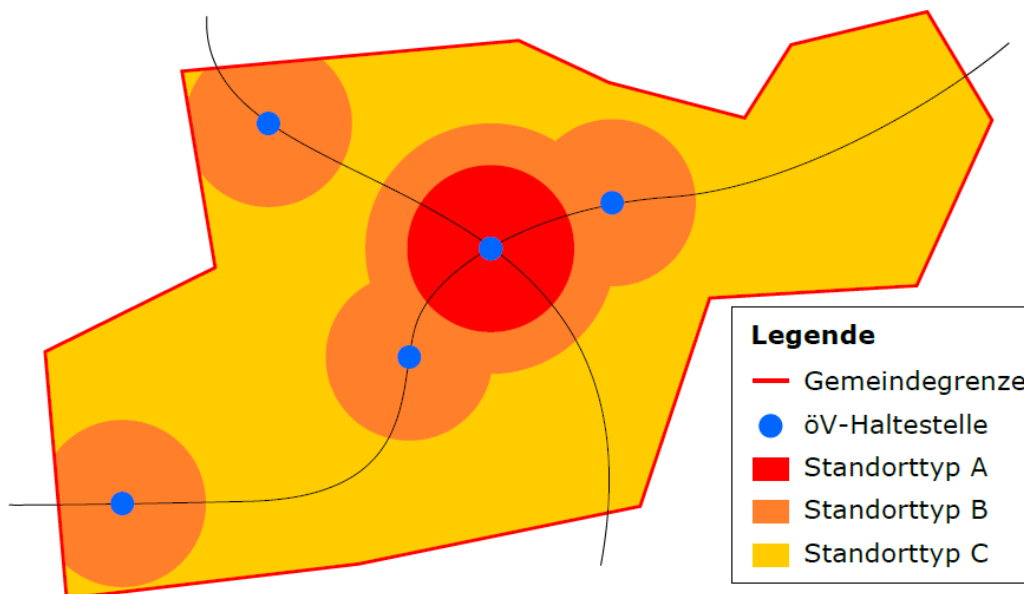 Legende
Gemeindegrenze
öV-Haltestelle
Standorttyp A
Standorttyp B
Standorttyp C